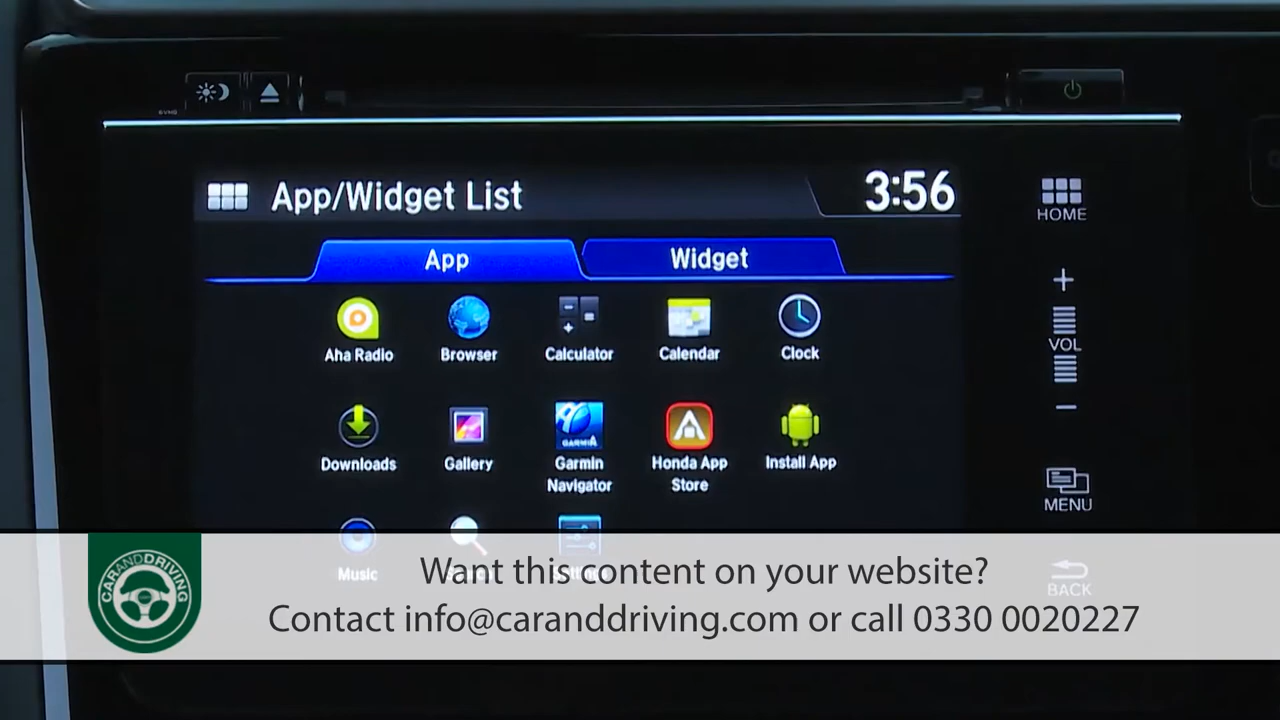 App/Widget List
3:56
HOME
App
Widget
Aha Radio
Browser
Calculator
Calendar
Clock
VOL
Downloads
Gallery
GARMIN
Garmin
Navigator
Honda App
Store
Install App
MENU
Music
BACK
CARANDDRIVING
Want this content on your website?
Contact info@caranddriving.com or call 0330 0020227